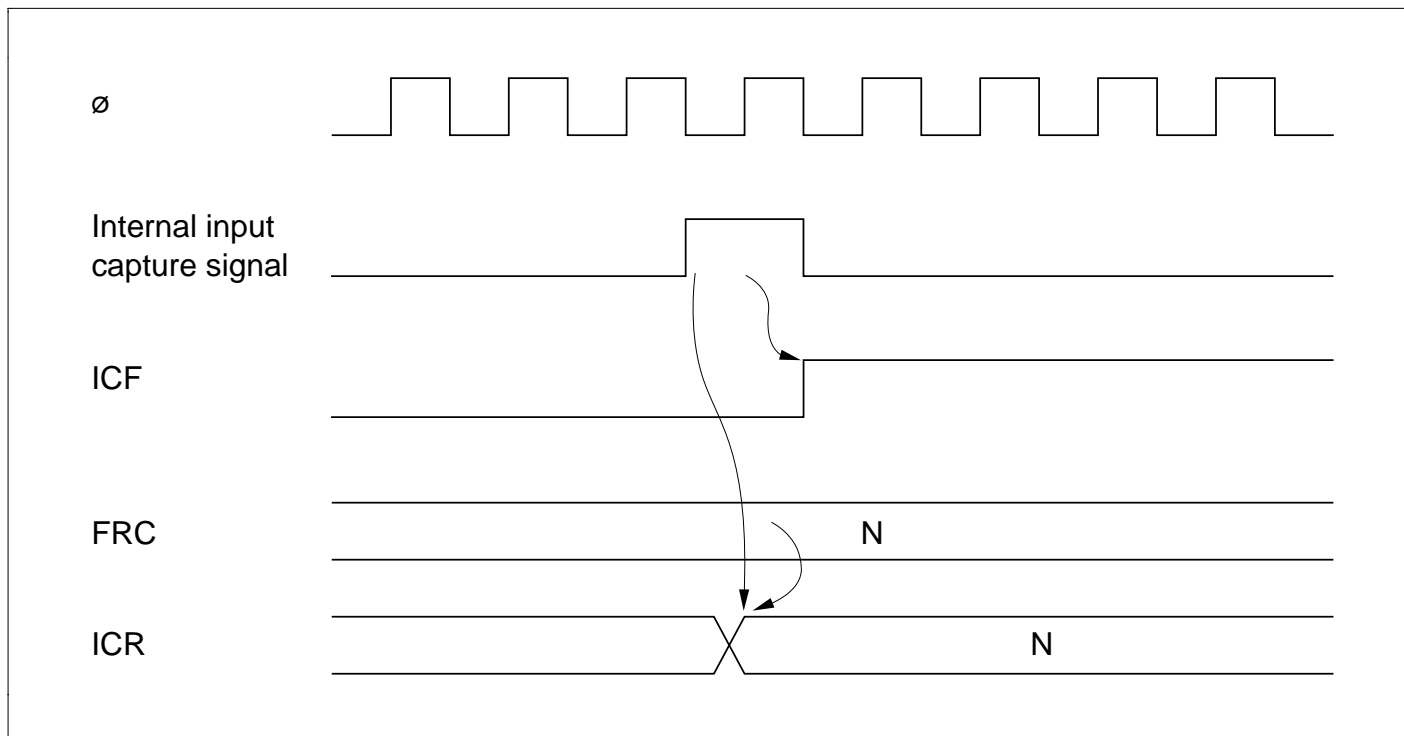 ø
Internal input
capture signal
ICF
FRC
N
ICR
N